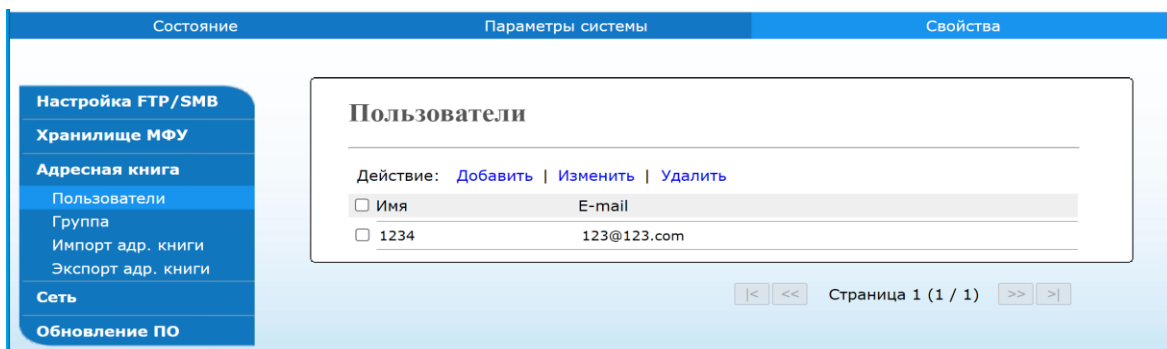 Состояние Параметры системы Свойства
Настройка FTP/SMB
Хранилище МФУ
Адресная книга
Пользователи
Группа
Импорт адр. книги
Экспорт адр. книги
Сеть
Обновление ПО
Пользователи
Действие: Добавить | Изменить | Удалить
Имя E-mail
1234 123@123.com
|< << Страница 1 (1 / 1) >> >|